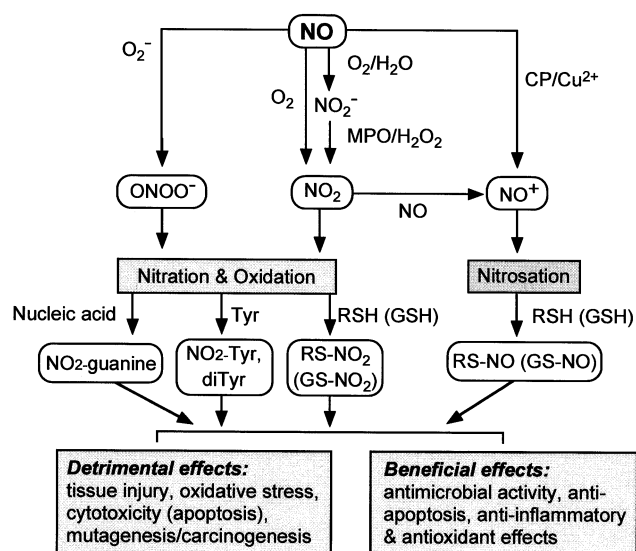 NO
O₂⁻
O₂/H₂O
CP/Cu²⁺
O₂
NO₂⁻
MPO/H₂O₂
ONOO⁻
NO₂
NO
NO⁺
Nitration & Oxidation
Nitrosation
Nucleic acid
Tyr
RSH (GSH)
RSH (GSH)
NO₂-guanine
NO₂-Tyr,
diTyr
RS-NO₂
(GS-NO₂)
RS-NO (GS-NO)
Detrimental effects:
tissue injury, oxidative stress,
cytotoxicity (apoptosis),
mutagenesis/carcinogenesis
Beneficial effects:
antimicrobial activity, anti-
apoptosis, anti-inflammatory
& antioxidant effects